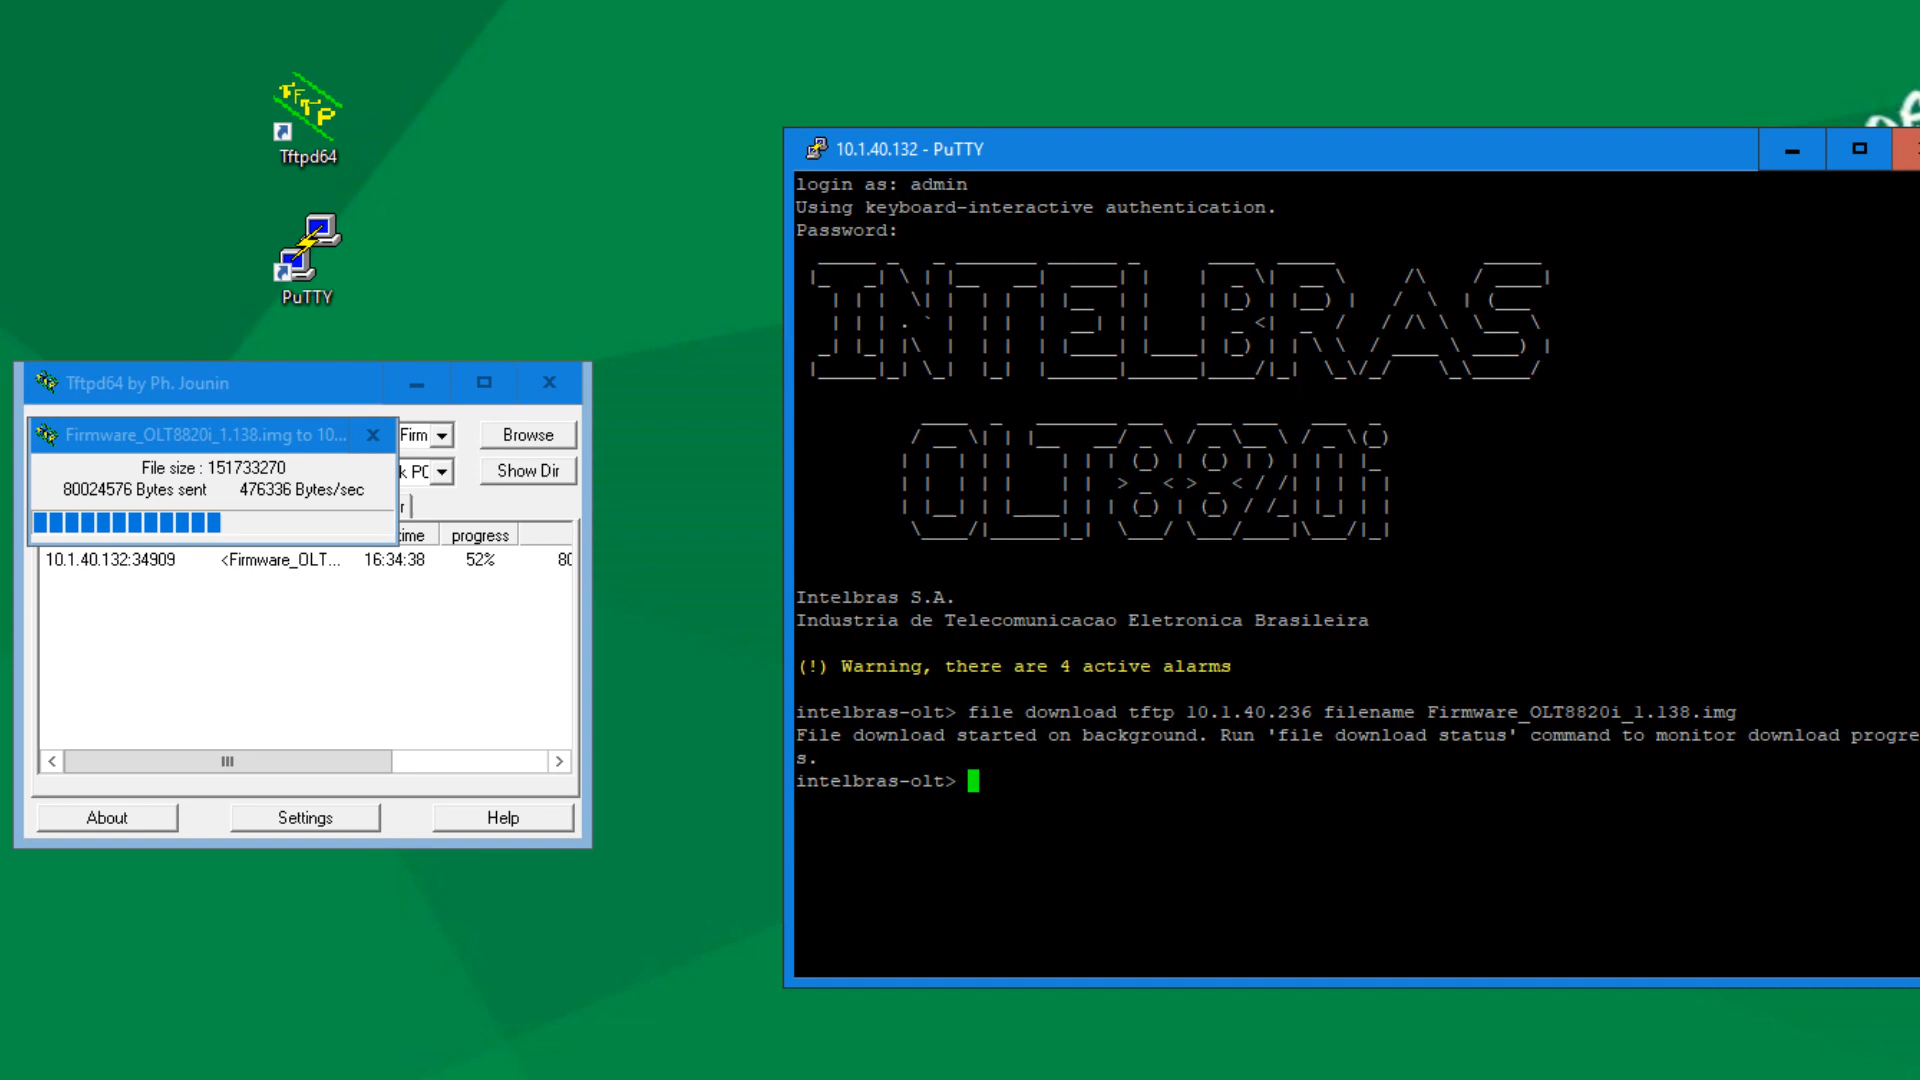 Tftpd64
PuTTY
Tftpd64 by Ph. Jounin
Firmware_OLT8820i_1.138.img to 10...
File size : 151733270
80024576 Bytes sent 476336 Bytes/sec
Firm
Browse
k PC
Show Dir
progress
10.1.40.132:34909 <Firmware_OLT... 16:34:38 52% 80
About Settings Help
10.1.40.132 - PuTTY
login as: admin
Using keyboard-interactive authentication.
Password:
INTELBRAS
OLT8820i
Intelbras S.A.
Industria de Telecomunicacao Eletronica Brasileira
(!) Warning, there are 4 active alarms
intelbras-olt> file download tftp 10.1.40.236 filename Firmware_OLT8820i_1.138.img
File download started on background. Run 'file download status' command to monitor download progre
s.
intelbras-olt>